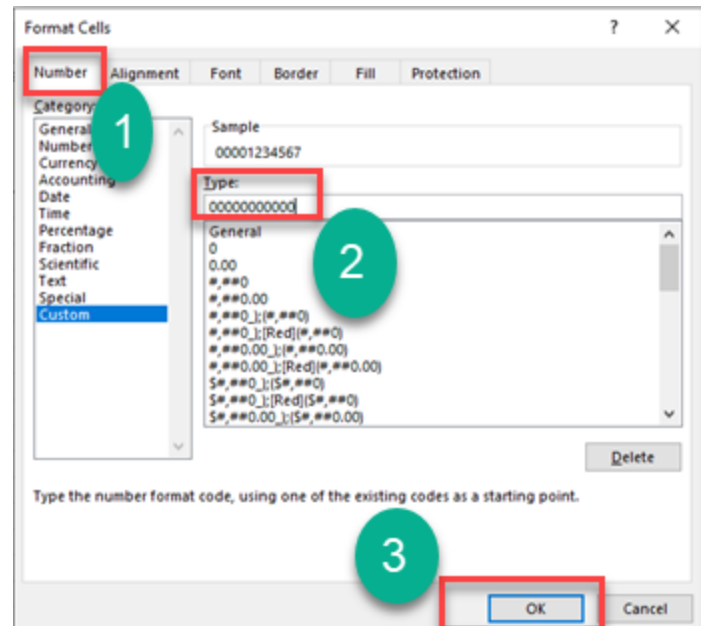 Format Cells ? ×
Number Alignment Font Border Fill Protection
Category:
General
Number
Currency
Accounting
Date
Time
Percentage
Fraction
Scientific
Text
Special
Custom
1
Sample
00001234567
Type:
00000000000
2
General
0
0.00
#,##0
#,##0.00
#,##0_);(#,##0)
#,##0_);[Red](#,##0)
#,##0.00_);(#,##0.00)
#,##0.00_);[Red](#,##0.00)
$#,##0_);($#,##0)
$#,##0_);[Red]($#,##0)
$#,##0.00_);($#,##0.00)
Delete
Type the number format code, using one of the existing codes as a starting point.
3
OK Cancel